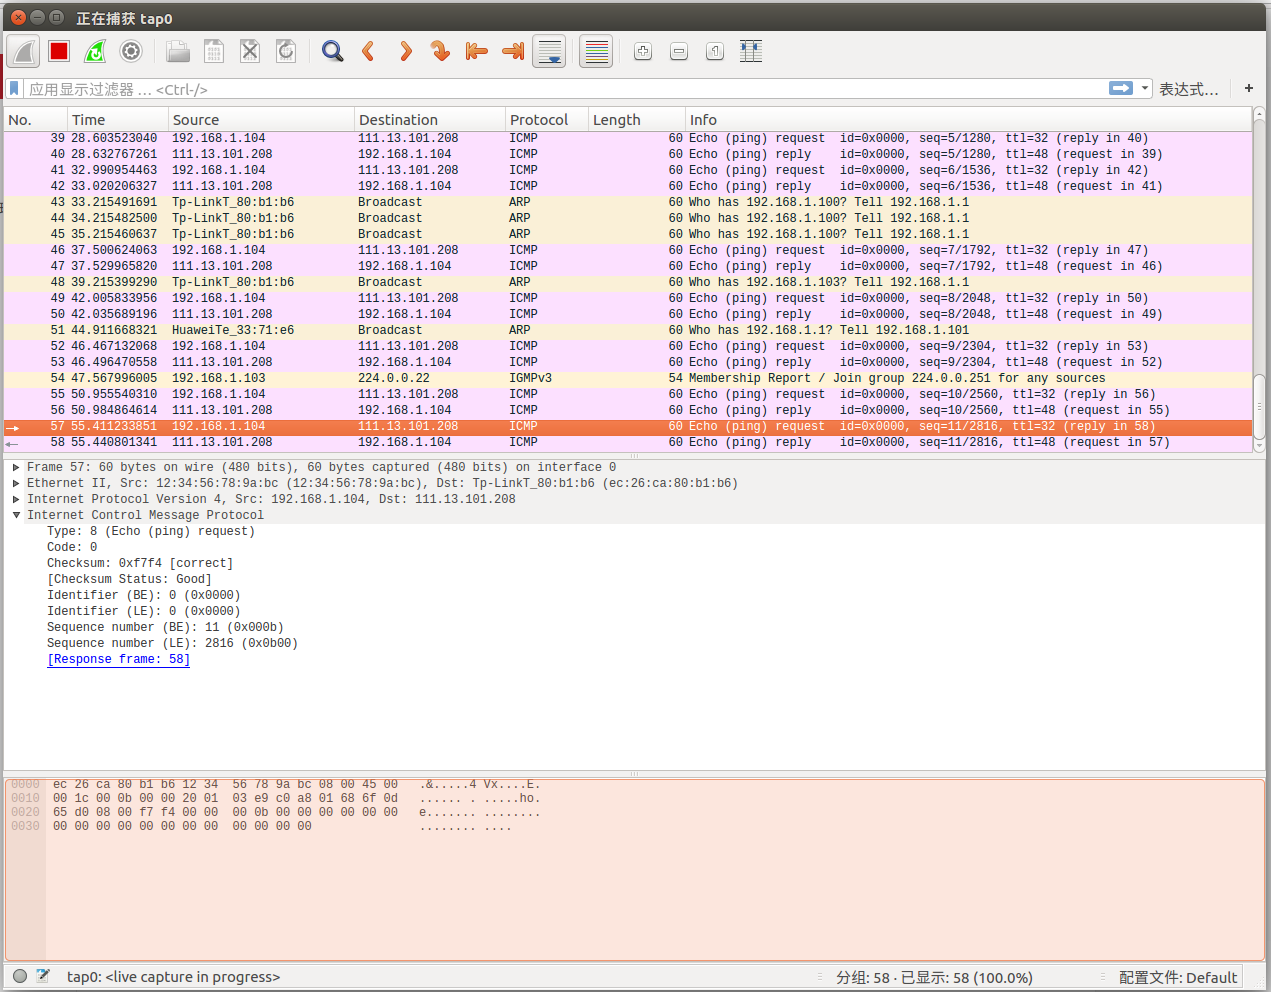 正在捕获 tap0
应用显示过滤器 … <Ctrl-/>
表达式… +
No. Time Source Destination Protocol Length Info
39 28.603523040 192.168.1.104 111.13.101.208 ICMP 60 Echo (ping) request id=0x0000, seq=5/1280, ttl=32 (reply in 40)
40 28.632767261 111.13.101.208 192.168.1.104 ICMP 60 Echo (ping) reply id=0x0000, seq=5/1280, ttl=48 (request in 39)
41 32.990954463 192.168.1.104 111.13.101.208 ICMP 60 Echo (ping) request id=0x0000, seq=6/1536, ttl=32 (reply in 42)
42 33.020206327 111.13.101.208 192.168.1.104 ICMP 60 Echo (ping) reply id=0x0000, seq=6/1536, ttl=48 (request in 41)
43 33.215491691 Tp-LinkT_80:b1:b6 Broadcast ARP 60 Who has 192.168.1.100? Tell 192.168.1.1
44 34.215482500 Tp-LinkT_80:b1:b6 Broadcast ARP 60 Who has 192.168.1.100? Tell 192.168.1.1
45 35.215460637 Tp-LinkT_80:b1:b6 Broadcast ARP 60 Who has 192.168.1.100? Tell 192.168.1.1
46 37.500624063 192.168.1.104 111.13.101.208 ICMP 60 Echo (ping) request id=0x0000, seq=7/1792, ttl=32 (reply in 47)
47 37.529965820 111.13.101.208 192.168.1.104 ICMP 60 Echo (ping) reply id=0x0000, seq=7/1792, ttl=48 (request in 46)
48 39.215399290 Tp-LinkT_80:b1:b6 Broadcast ARP 60 Who has 192.168.1.103? Tell 192.168.1.1
49 42.005833956 192.168.1.104 111.13.101.208 ICMP 60 Echo (ping) request id=0x0000, seq=8/2048, ttl=32 (reply in 50)
50 42.035689196 111.13.101.208 192.168.1.104 ICMP 60 Echo (ping) reply id=0x0000, seq=8/2048, ttl=48 (request in 49)
51 44.911668321 HuaweiTe_33:71:e6 Broadcast ARP 60 Who has 192.168.1.1? Tell 192.168.1.101
52 46.467132068 192.168.1.104 111.13.101.208 ICMP 60 Echo (ping) request id=0x0000, seq=9/2304, ttl=32 (reply in 53)
53 46.496470558 111.13.101.208 192.168.1.104 ICMP 60 Echo (ping) reply id=0x0000, seq=9/2304, ttl=48 (request in 52)
54 47.567996005 192.168.1.103 224.0.0.22 IGMPv3 54 Membership Report / Join group 224.0.0.251 for any sources
55 50.955540310 192.168.1.104 111.13.101.208 ICMP 60 Echo (ping) request id=0x0000, seq=10/2560, ttl=32 (reply in 56)
56 50.984864614 111.13.101.208 192.168.1.104 ICMP 60 Echo (ping) reply id=0x0000, seq=10/2560, ttl=48 (request in 55)
57 55.411233851 192.168.1.104 111.13.101.208 ICMP 60 Echo (ping) request id=0x0000, seq=11/2816, ttl=32 (reply in 58)
58 55.440801341 111.13.101.208 192.168.1.104 ICMP 60 Echo (ping) reply id=0x0000, seq=11/2816, ttl=48 (request in 57)
Frame 57: 60 bytes on wire (480 bits), 60 bytes captured (480 bits) on interface 0
Ethernet II, Src: 12:34:56:78:9a:bc (12:34:56:78:9a:bc), Dst: Tp-LinkT_80:b1:b6 (ec:26:ca:80:b1:b6)
Internet Protocol Version 4, Src: 192.168.1.104, Dst: 111.13.101.208
Internet Control Message Protocol
Type: 8 (Echo (ping) request)
Code: 0
Checksum: 0xf7f4 [correct]
[Checksum Status: Good]
Identifier (BE): 0 (0x0000)
Identifier (LE): 0 (0x0000)
Sequence number (BE): 11 (0x000b)
Sequence number (LE): 2816 (0x0b00)
[Response frame: 58]
0000 ec 26 ca 80 b1 b6 12 34 56 78 9a bc 08 00 45 00 .&.....4 Vx....E.
0010 00 1c 00 0b 00 00 20 01 03 e9 c0 a8 01 68 6f 0d ...... . .....ho.
0020 65 d0 08 00 f7 f4 00 00 00 0b 00 00 00 00 00 00 e....... ........
0030 00 00 00 00 00 00 00 00 00 00 00 00 ........ ....
tap0: <live capture in progress>
分组: 58 · 已显示: 58 (100.0%)
配置文件: Default